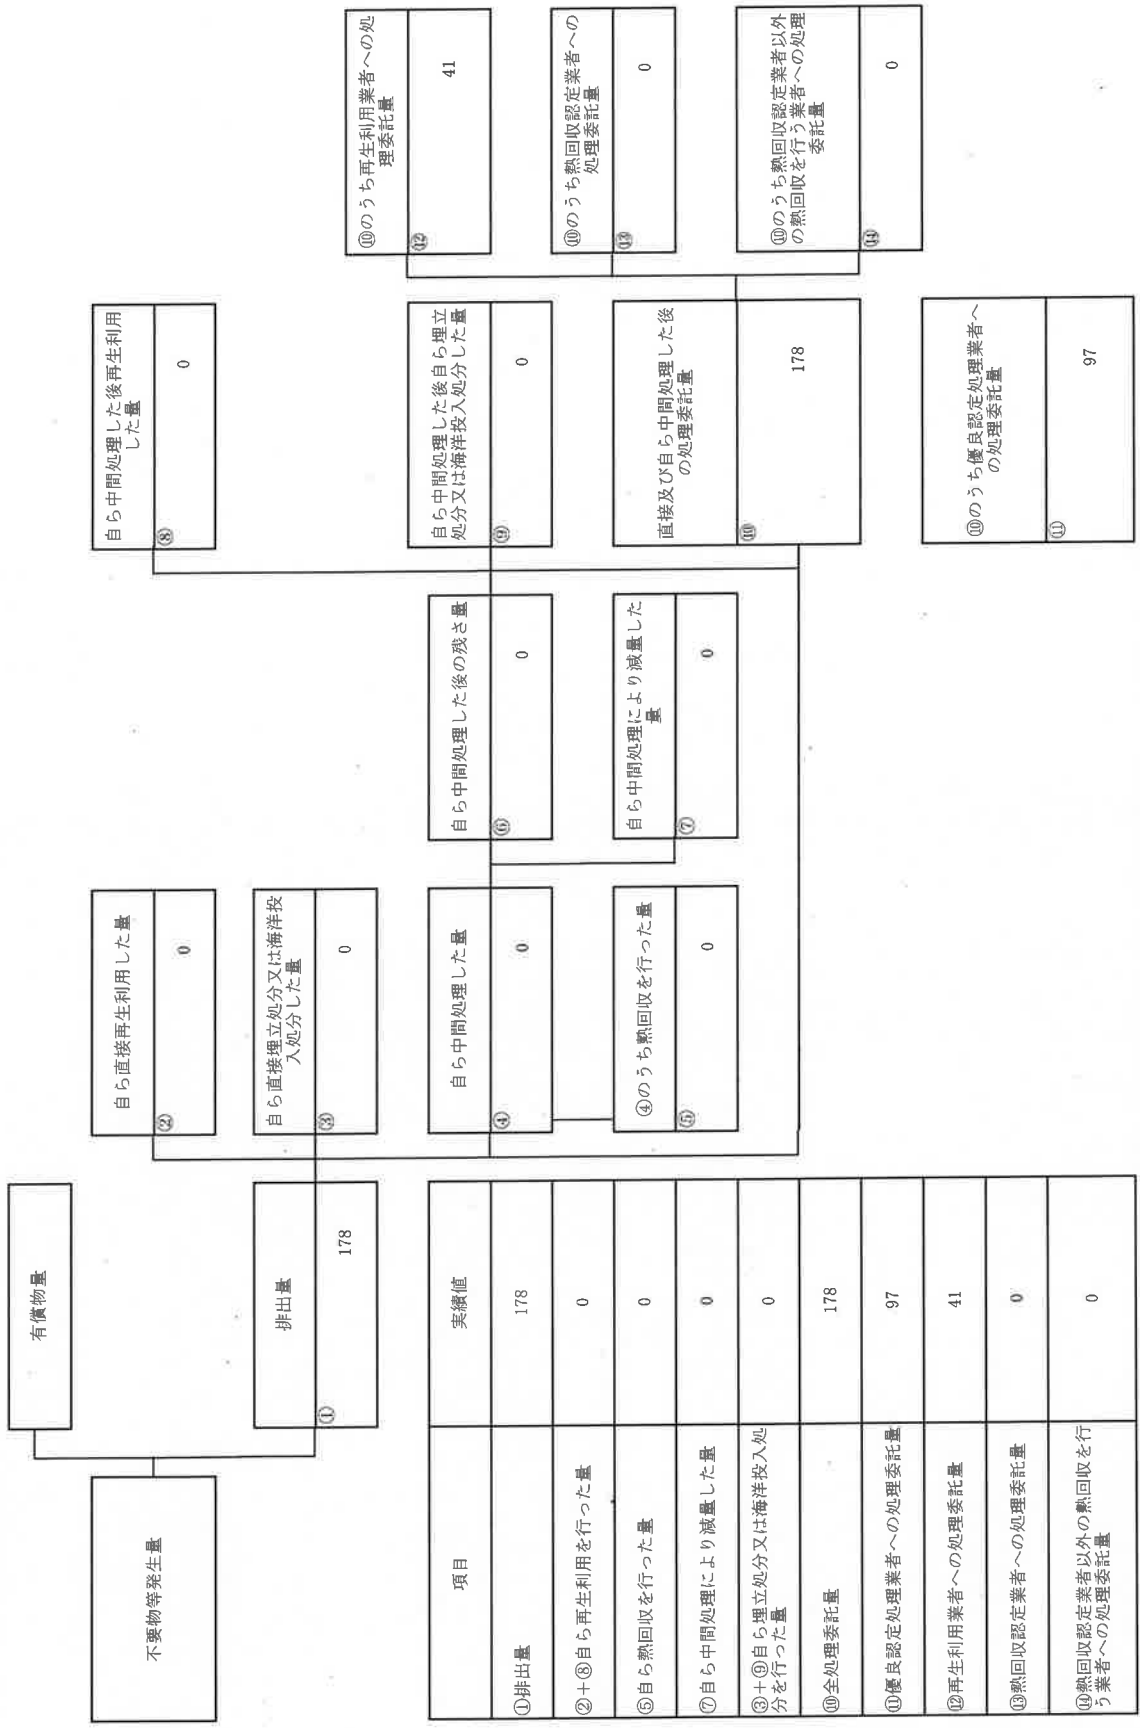 不要物等発生量
有償物量
排出量
①
178
自ら直接再生利用した量
②
0
自ら直接埋立処分又は海洋投
入処分した量
③
0
自ら中間処理した量
④
0
④のうち熱回収を行った量
⑤
0
自ら中間処理した後の残さ量
⑥
0
自ら中間処理により減量した
量
⑦
0
自ら中間処理した後再生利用
した量
⑧
0
自ら中間処理した後自ら埋立
処分又は海洋投入処分した量
⑨
0
直接及び自ら中間処理した後
の処理委託量
⑩
178
⑩のうち優良認定処理業者へ
の処理委託量
⑪
97
⑩のうち再生利用業者への処
理委託量
⑫
41
⑩のうち熱回収認定業者への
処理委託量
⑬
0
⑩のうち熱回収認定業者以外
の熱回収を行う業者への処理
委託量
⑭
0
項目 実績値
①排出量 178
②+⑧自ら再生利用を行った量 0
⑤自ら熱回収を行った量 0
⑦自ら中間処理により減量した量 0
③+⑨自ら埋立処分又は海洋投入処
分を行った量 0
⑩全処理委託量 178
⑪優良認定処理業者への処理委託量 97
⑫再生利用業者への処理委託量 41
⑬熱回収認定業者への処理委託量 0
⑭熱回収認定業者以外の熱回収を行
う業者への処理委託量 0